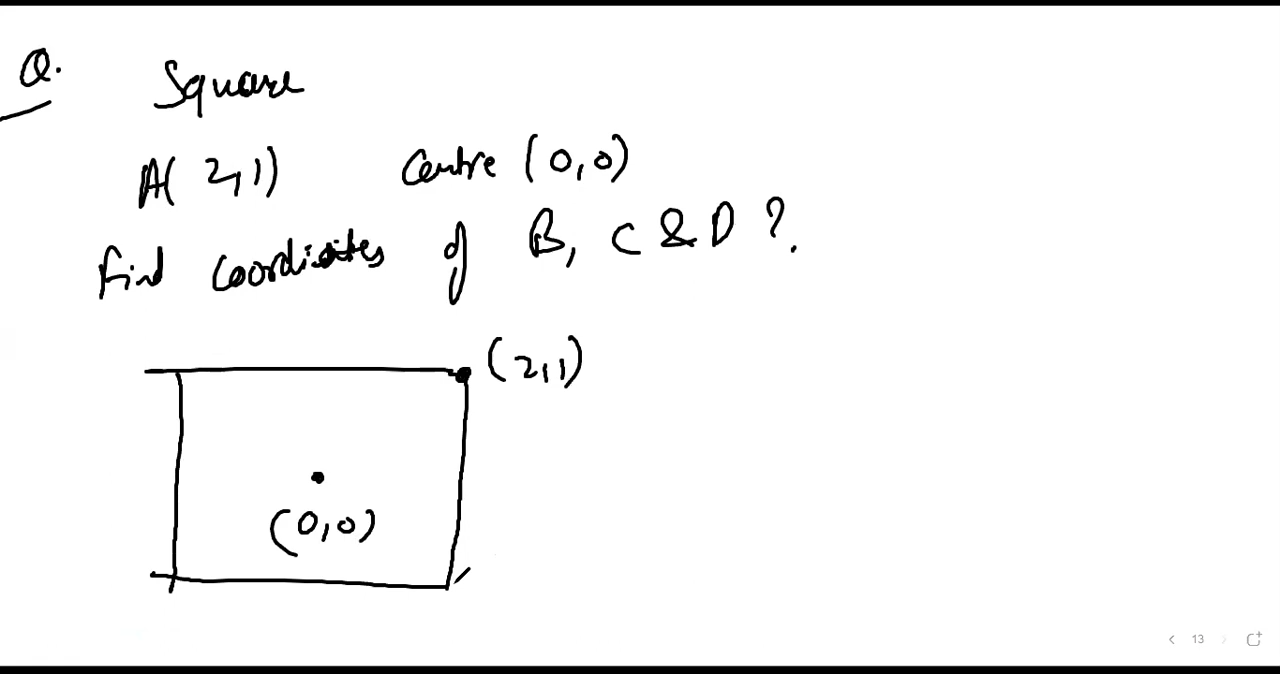 Q. Square
A( 2,1) Centre (0,0)
Find coordinates of B, C & D ?.
(2,1)
(0,0)
< 13 >